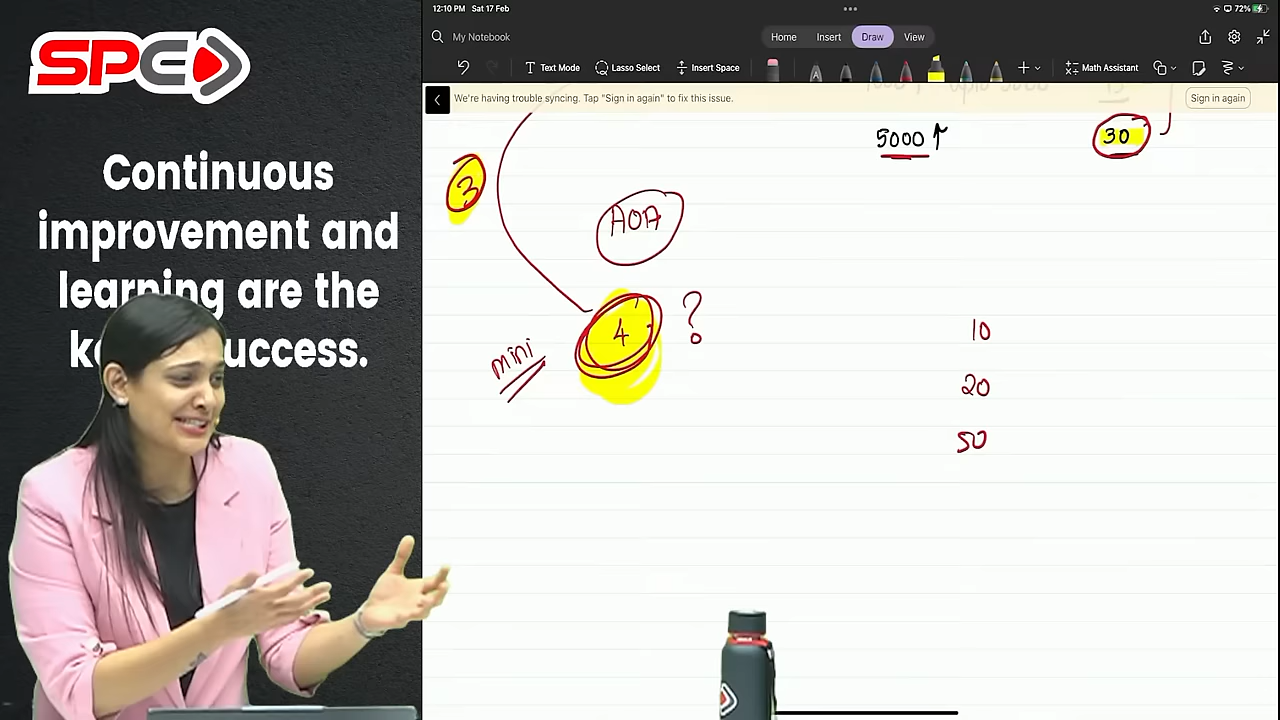 SPC
Continuous
improvement and
learning are the
success.
12:10 PM Sat 17 Feb
72%
My Notebook
Home Insert Draw View
Text Mode Lasso Select Insert Space Math Assistant
We're having trouble syncing. Tap "Sign in again" to fix this issue. Sign in again
5000 ↑ 30
3
AOA
4 ?
mini
10
20
50